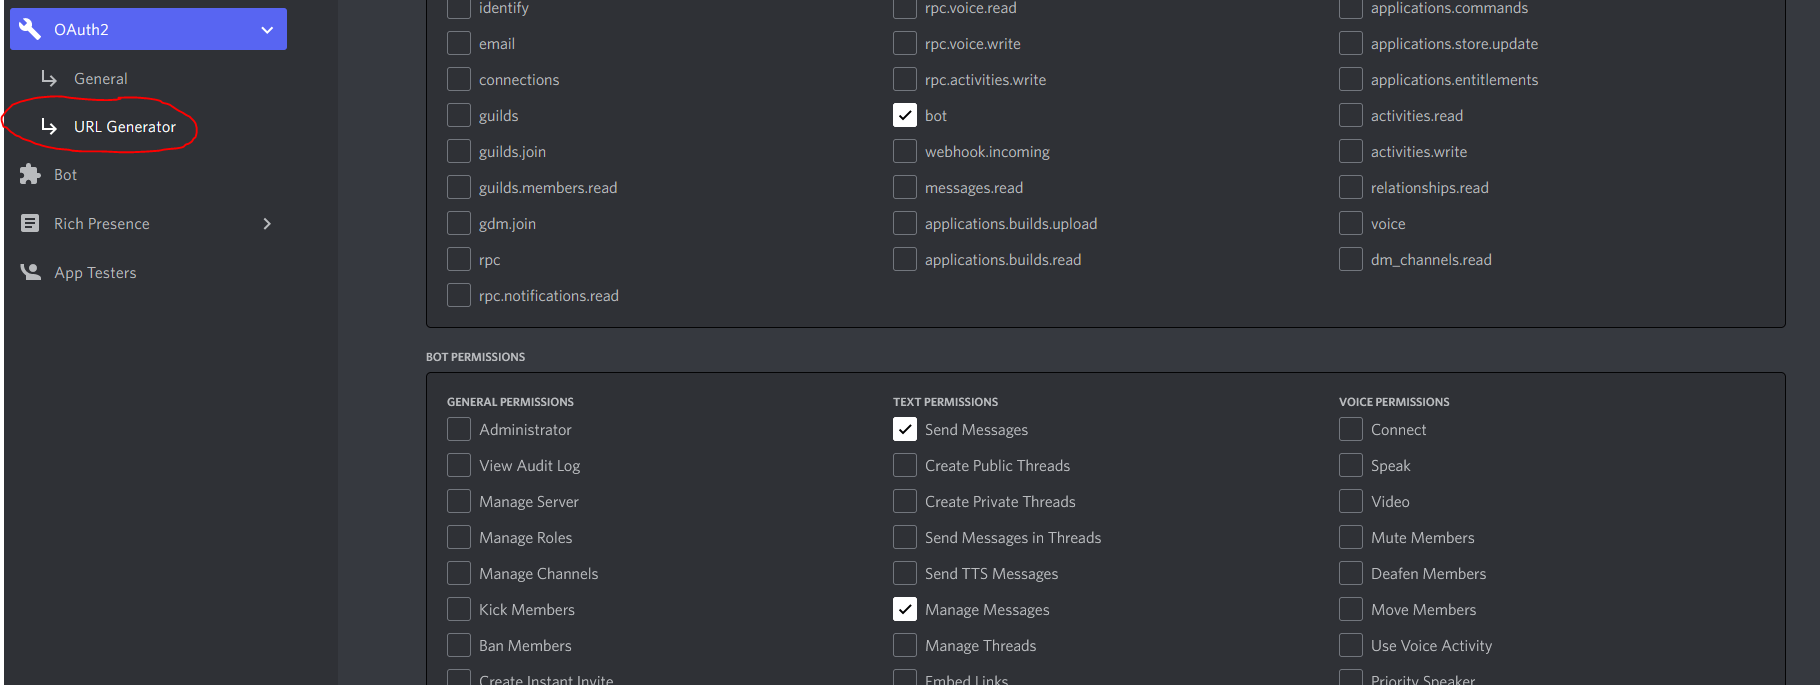 OAuth2
General
URL Generator
Bot
Rich Presence
App Testers
identify
email
connections
guilds
guilds.join
guilds.members.read
gdm.join
rpc
rpc.notifications.read
rpc.voice.read
rpc.voice.write
rpc.activities.write
bot
webhook.incoming
messages.read
applications.builds.upload
applications.builds.read
applications.commands
applications.store.update
applications.entitlements
activities.read
activities.write
relationships.read
voice
dm_channels.read
BOT PERMISSIONS
GENERAL PERMISSIONS
Administrator
View Audit Log
Manage Server
Manage Roles
Manage Channels
Kick Members
Ban Members
Create Instant Invite
TEXT PERMISSIONS
Send Messages
Create Public Threads
Create Private Threads
Send Messages in Threads
Send TTS Messages
Manage Messages
Manage Threads
Embed Links
VOICE PERMISSIONS
Connect
Speak
Video
Mute Members
Deafen Members
Move Members
Use Voice Activity
Priority Speaker